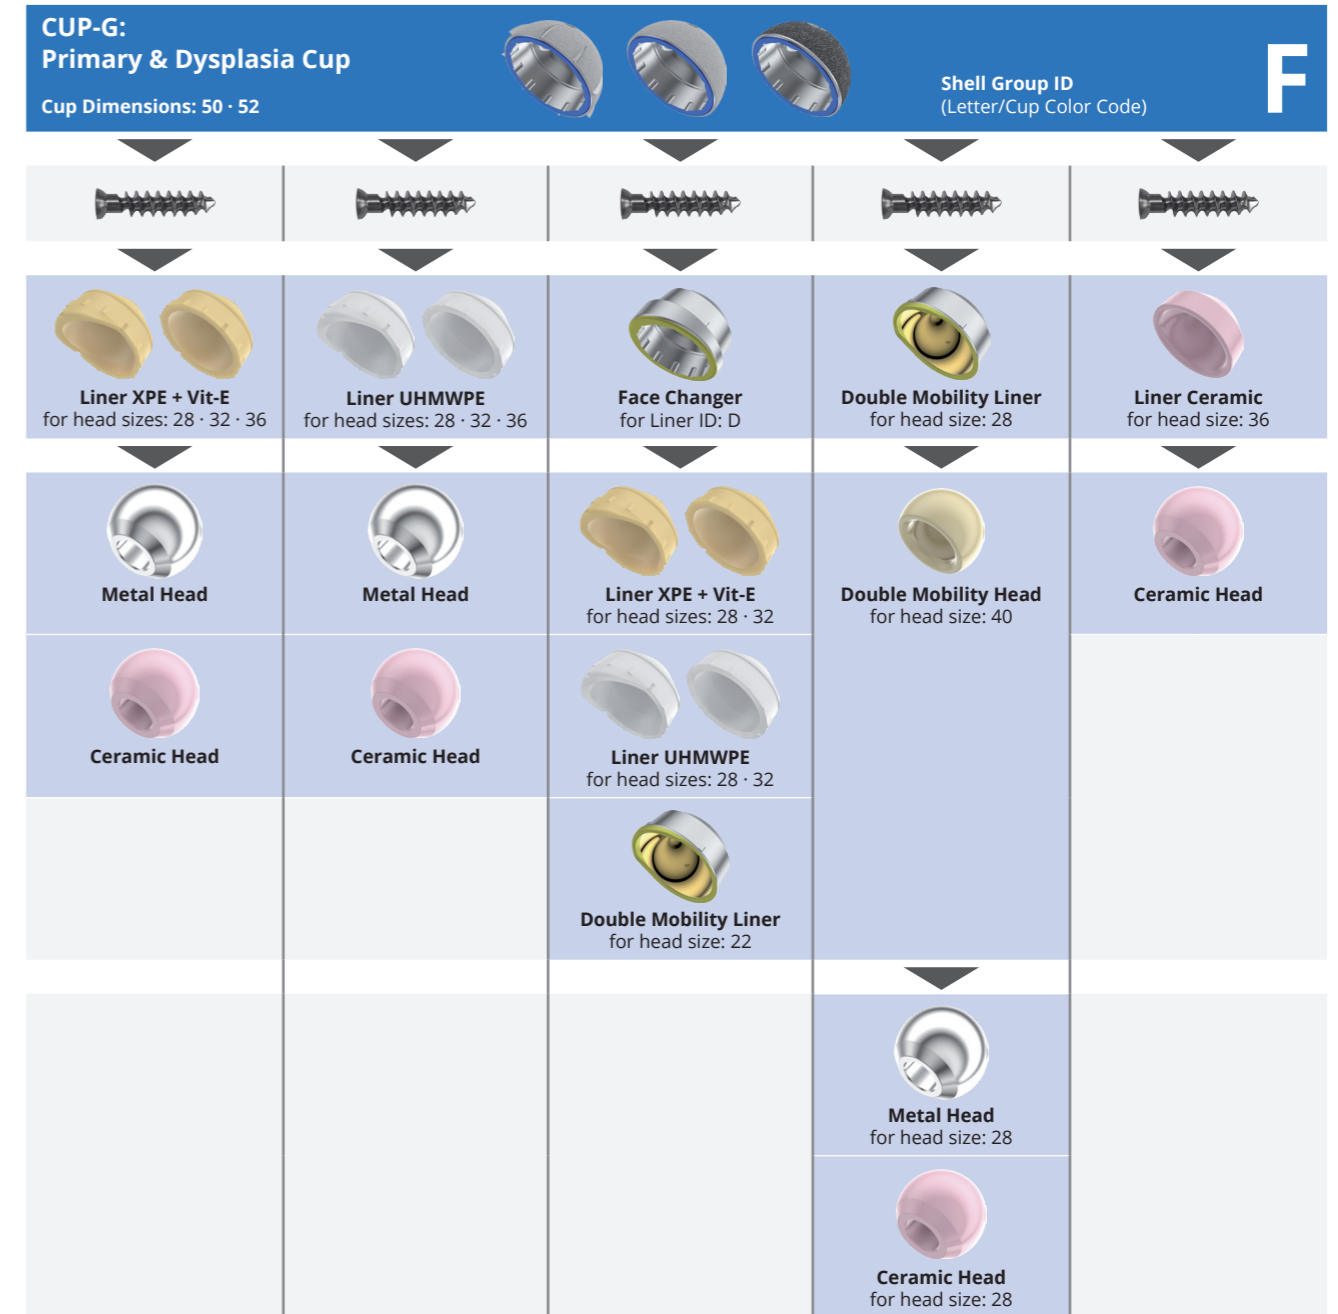 CUP-G:
Primary & Dysplasia Cup
Cup Dimensions: 50 · 52
Shell Group ID
(Letter/Cup Color Code)
F
Liner XPE + Vit-E
for head sizes: 28 · 32 · 36
Liner UHMWPE
for head sizes: 28 · 32 · 36
Face Changer
for Liner ID: D
Double Mobility Liner
for head size: 28
Liner Ceramic
for head size: 36
Metal Head
Metal Head
Liner XPE + Vit-E
for head sizes: 28 · 32
Double Mobility Head
for head size: 40
Ceramic Head
Ceramic Head
Ceramic Head
Liner UHMWPE
for head sizes: 28 · 32
Double Mobility Liner
for head size: 22
Metal Head
for head size: 28
Ceramic Head
for head size: 28